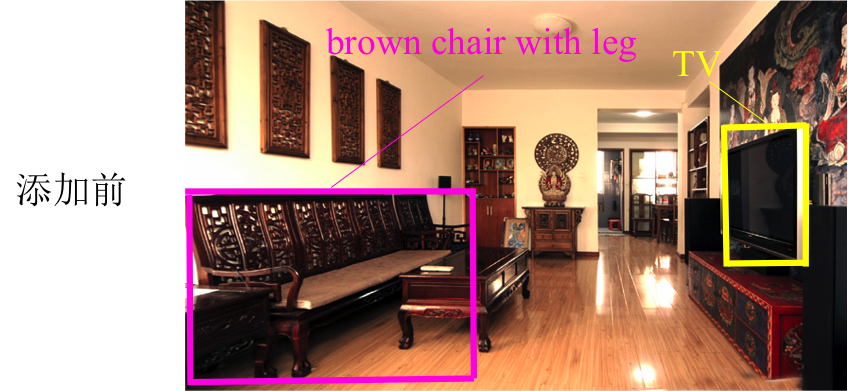 brown chair with leg
TV
添加前